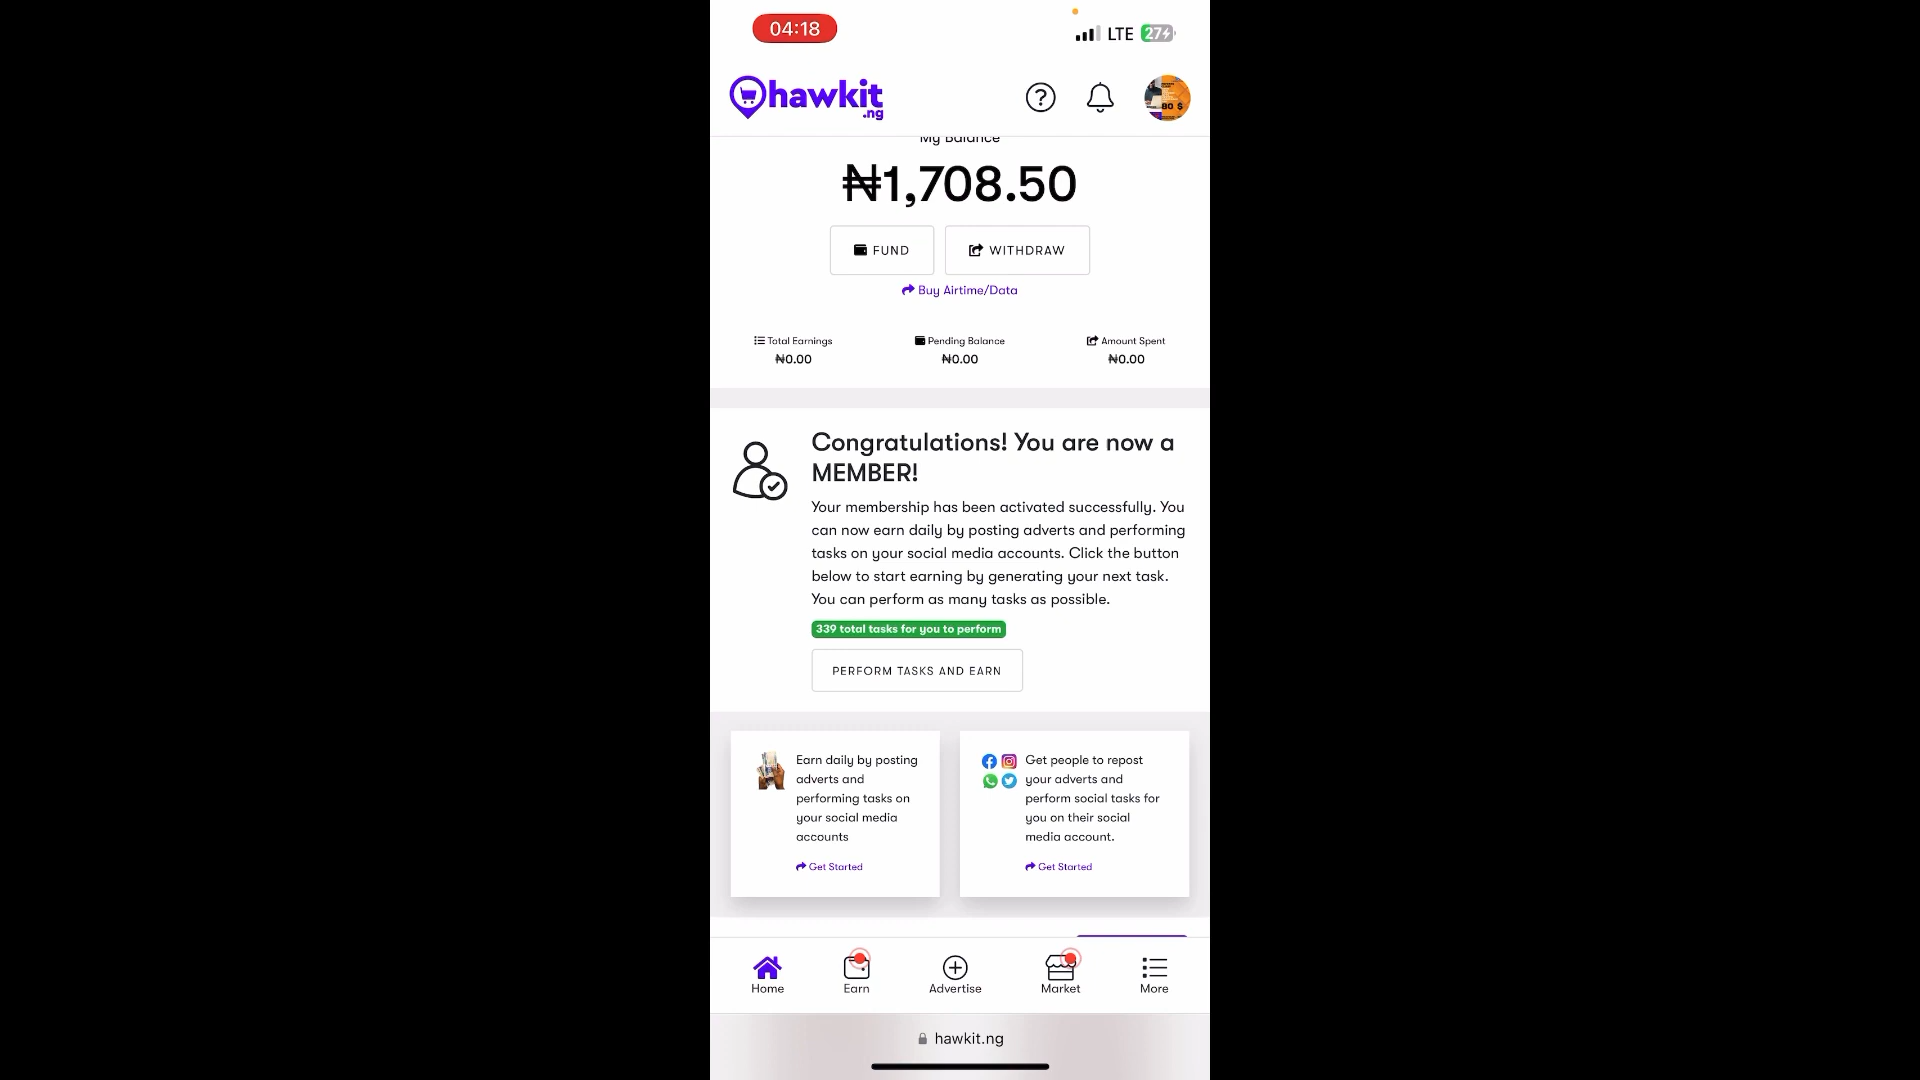 04:18
LTE 27
hawkit
.ng
80 $
My Balance
₦1,708.50
FUND
WITHDRAW
Buy Airtime/Data
Total Earnings
₦0.00
Pending Balance
₦0.00
Amount Spent
₦0.00
Congratulations! You are now a
MEMBER!
Your membership has been activated successfully. You
can now earn daily by posting adverts and performing
tasks on your social media accounts. Click the button
below to start earning by generating your next task.
You can perform as many tasks as possible.
339 total tasks for you to perform
PERFORM TASKS AND EARN
Earn daily by posting
adverts and
performing tasks on
your social media
accounts
Get Started
Get people to repost
your adverts and
perform social tasks for
you on their social
media account.
Get Started
Home
Earn
Advertise
Market
More
hawkit.ng